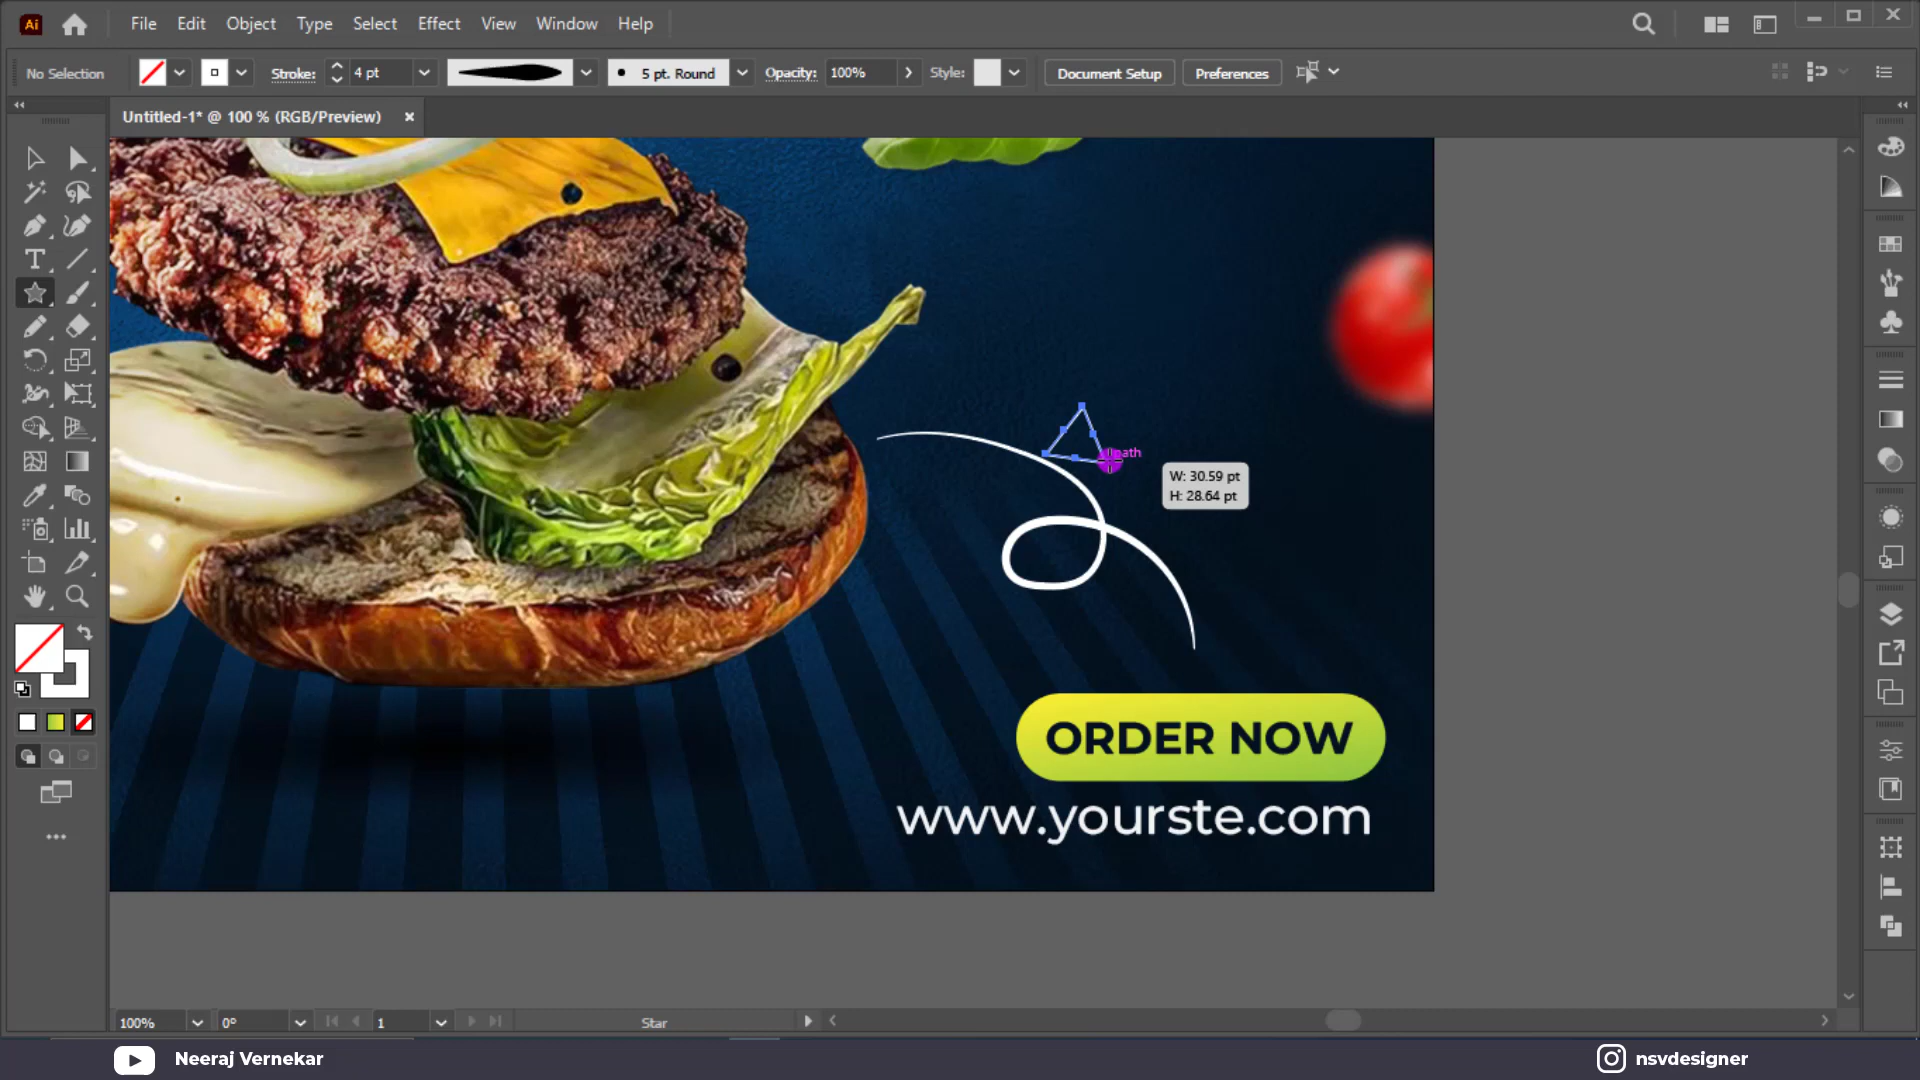 Ai File Edit Object Type Select Effect View Window Help
No Selection Stroke: 4 pt 5 pt. Round Opacity: 100% Style: Document Setup Preferences
Untitled-1* @ 100 % (RGB/Preview) ×
path
W: 30.59 pt
H: 28.64 pt
ORDER NOW
www.yourste.com
100% 0° 1 Star
Neeraj Vernekar nsvdesigner